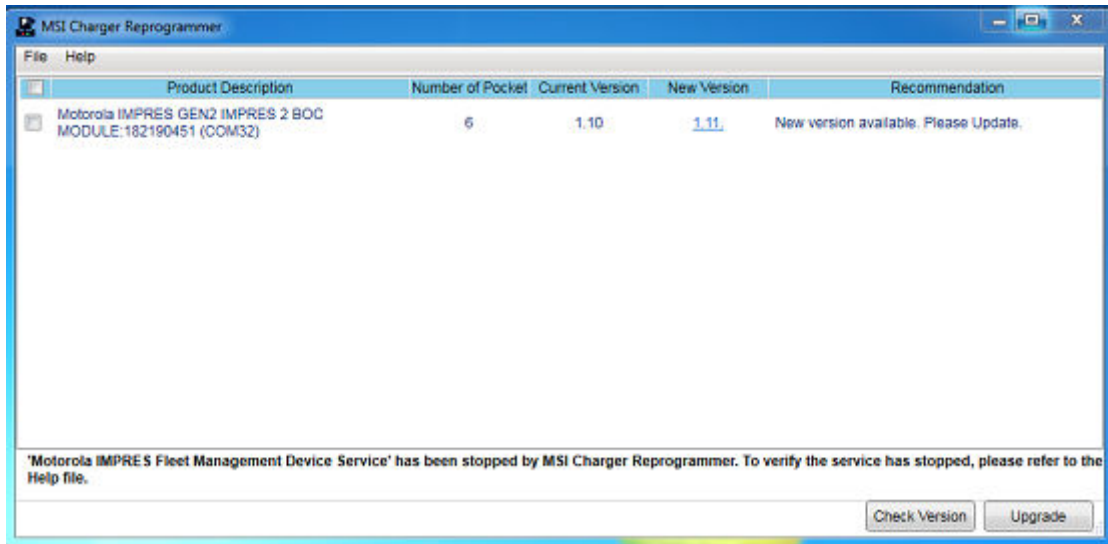 MSI Charger Reprogrammer
File Help
Product Description Number of Pocket Current Version New Version Recommendation
Motorola IMPRES GEN2 IMPRES 2 BOC
MODULE:182190451 (COM32) 6 1.10 1.11. New version available. Please Update.
'Motorola IMPRES Fleet Management Device Service' has been stopped by MSI Charger Reprogrammer. To verify the service has stopped, please refer to the
Help file.
Check Version Upgrade